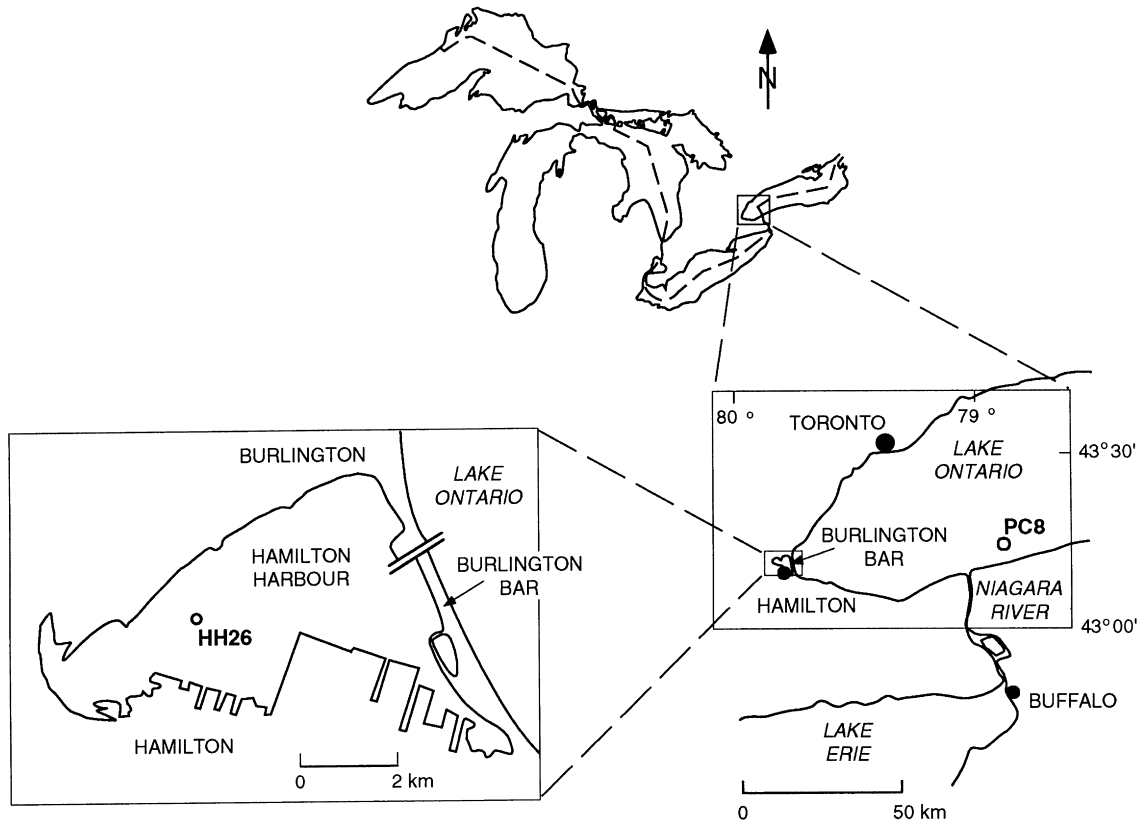 N
80 °
79 °
TORONTO
LAKE
ONTARIO
43°30'
PC8
BURLINGTON
BAR
HAMILTON
NIAGARA
RIVER
43°00'
BUFFALO
LAKE
ERIE
0
50 km
BURLINGTON
LAKE
ONTARIO
HAMILTON
HARBOUR
BURLINGTON
BAR
HH26
HAMILTON
0
2 km